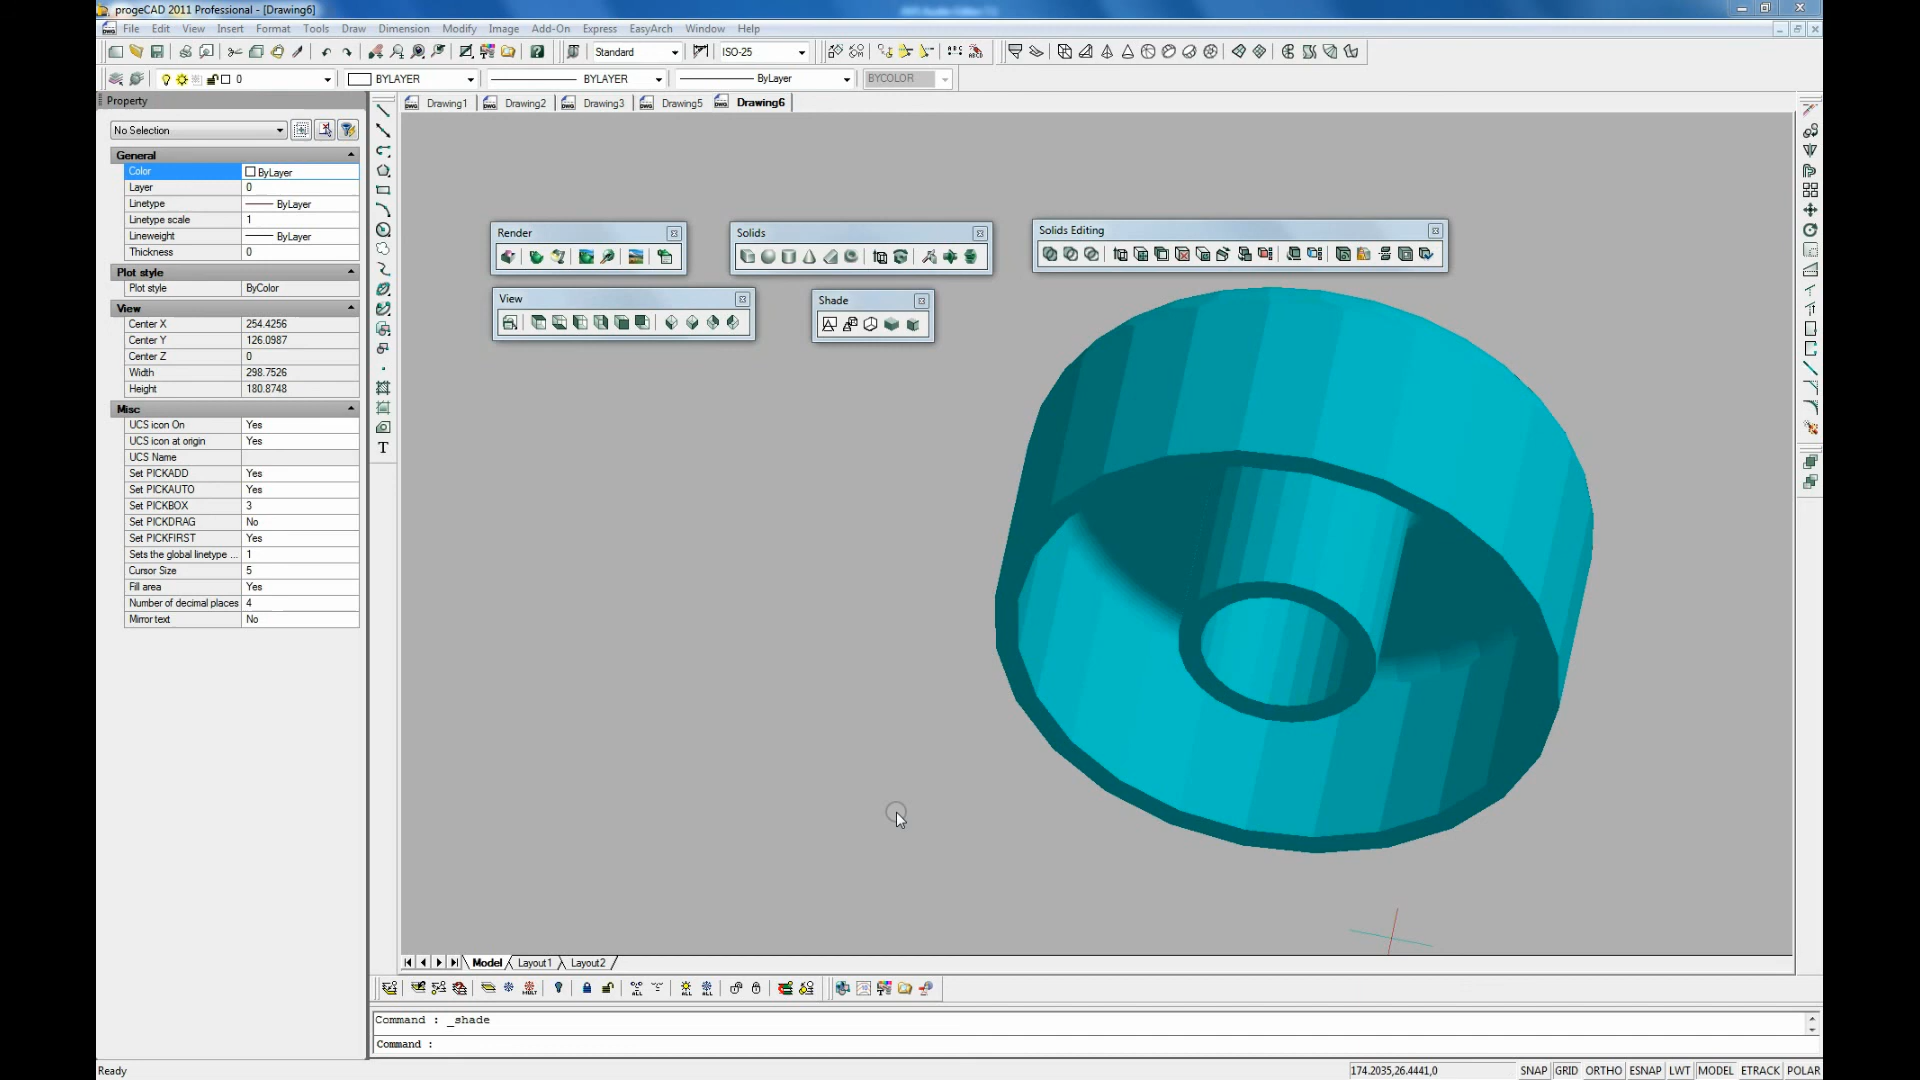 progeCAD 2011 Professional - [Drawing6]
File Edit View Insert Format Tools Draw Dimension Modify Image Add-On Express EasyArch Window Help
Standard ISO-25
0 BYLAYER BYLAYER ByLayer BYCOLOR
Property
Drawing1 Drawing2 Drawing3 Drawing5 Drawing6
No Selection
General
Color ByLayer
Layer 0
Linetype ByLayer
Linetype scale 1
Lineweight ByLayer
Thickness 0
Plot style
Plot style ByColor
View
Center X 254.4256
Center Y 126.0987
Center Z 0
Width 298.7526
Height 180.8748
Misc
UCS icon On Yes
UCS icon at origin Yes
UCS Name
Set PICKADD Yes
Set PICKAUTO Yes
Set PICKBOX 3
Set PICKDRAG No
Set PICKFIRST Yes
Sets the global linetype ... 1
Cursor Size 5
Fill area Yes
Number of decimal places 4
Mirror text No
Render
Solids
Solids Editing
View
Shade
Model Layout1 Layout2
Command : _shade
Command :
Ready
174.2035,26.4441,0 SNAP GRID ORTHO ESNAP LWT MODEL ETRACK POLAR